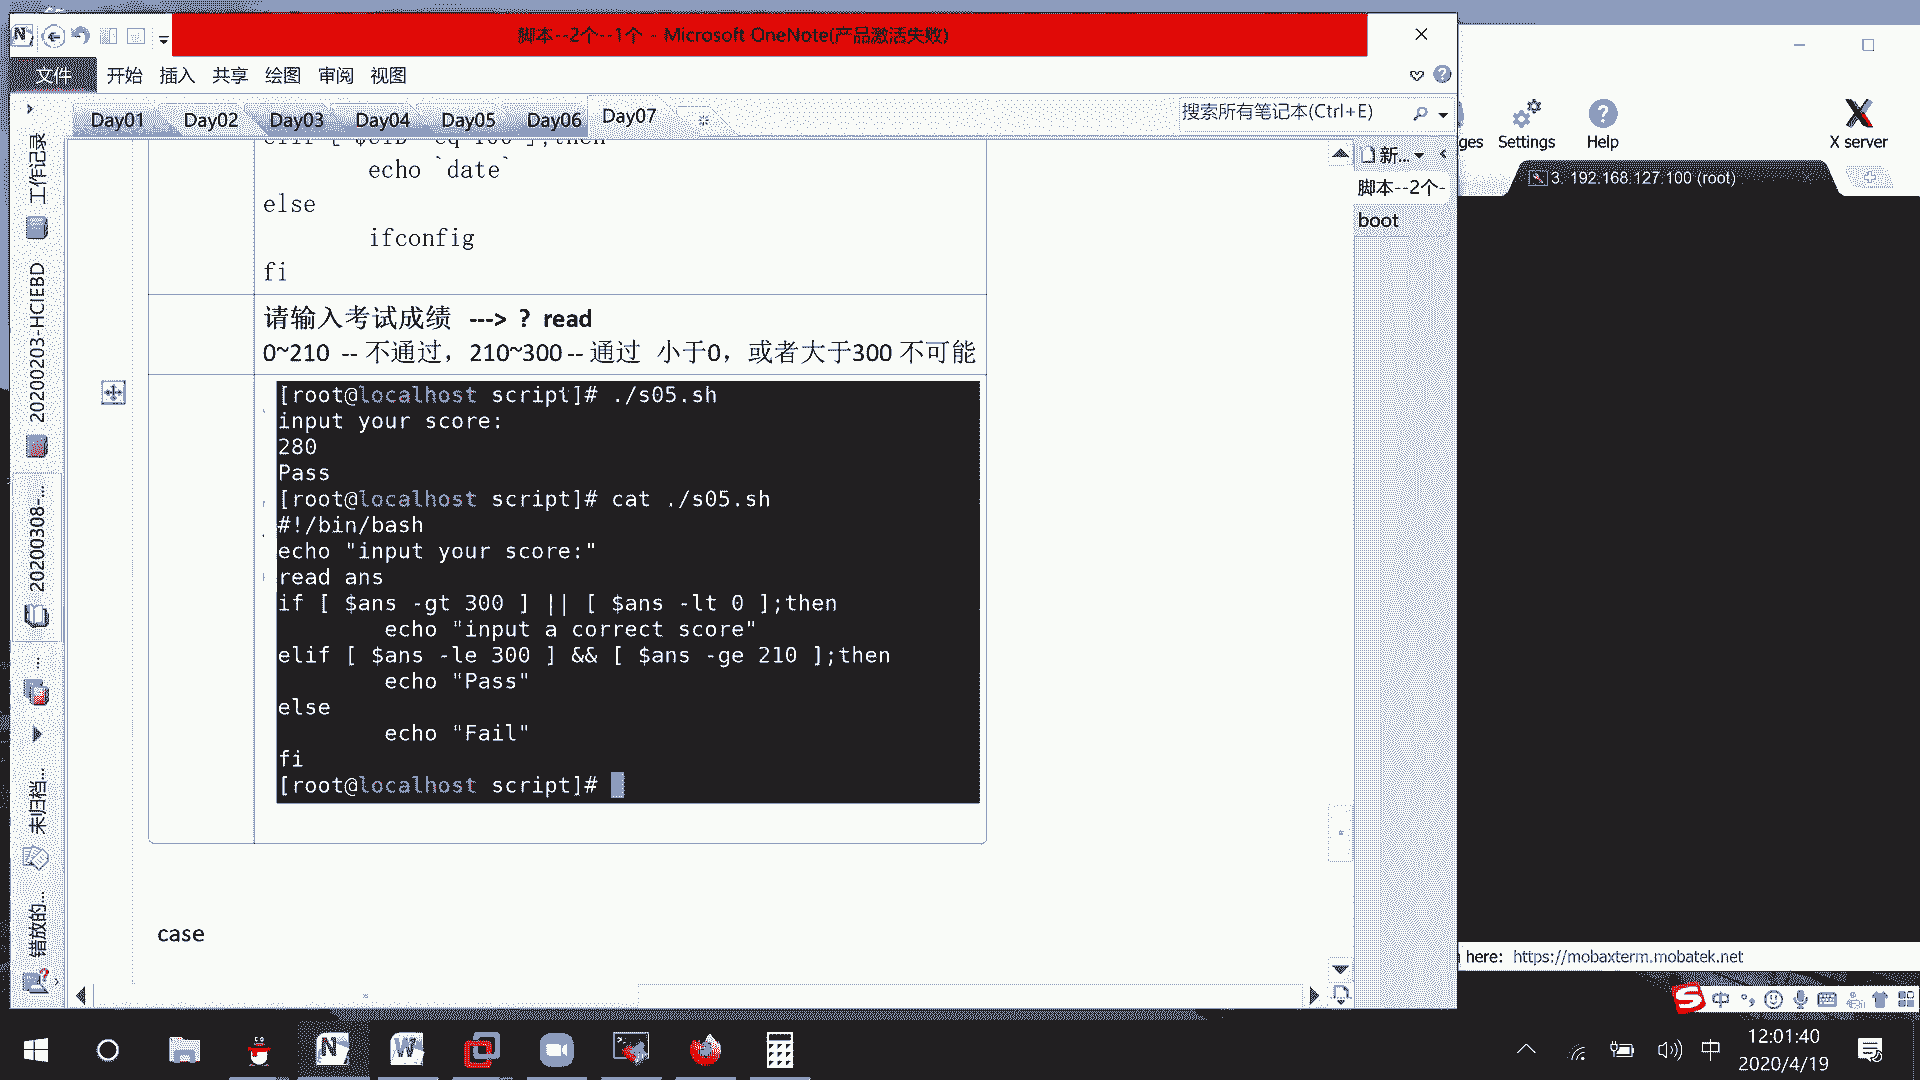 脚本--2个--1个 - Microsoft OneNote(产品激活失败)
文件 开始 插入 共享 绘图 审阅 视图
Day01 Day02 Day03 Day04 Day05 Day06 Day07
搜索所有笔记本(Ctrl+E)
新...
脚本--2个-
boot
工作记录
20200203-HCIEBD
20200308-...
...
未归档...
错放的...
echo `date`
else
ifconfig
fi
请输入考试成绩 ---> ? read
0~210 -- 不通过，210~300 -- 通过 小于0，或者大于300 不可能
[root@localhost script]# ./s05.sh
input your score:
280
Pass
[root@localhost script]# cat ./s05.sh
#!/bin/bash
echo "input your score:"
read ans
if [ $ans -gt 300 ] || [ $ans -lt 0 ];then
echo "input a correct score"
elif [ $ans -le 300 ] && [ $ans -ge 210 ];then
echo "Pass"
else
echo "Fail"
fi
[root@localhost script]#
case
ges Settings Help X server
3. 192.168.127.100 (root)
here: https://mobaxterm.mobatek.net
中
中
12:01:40
2020/4/19